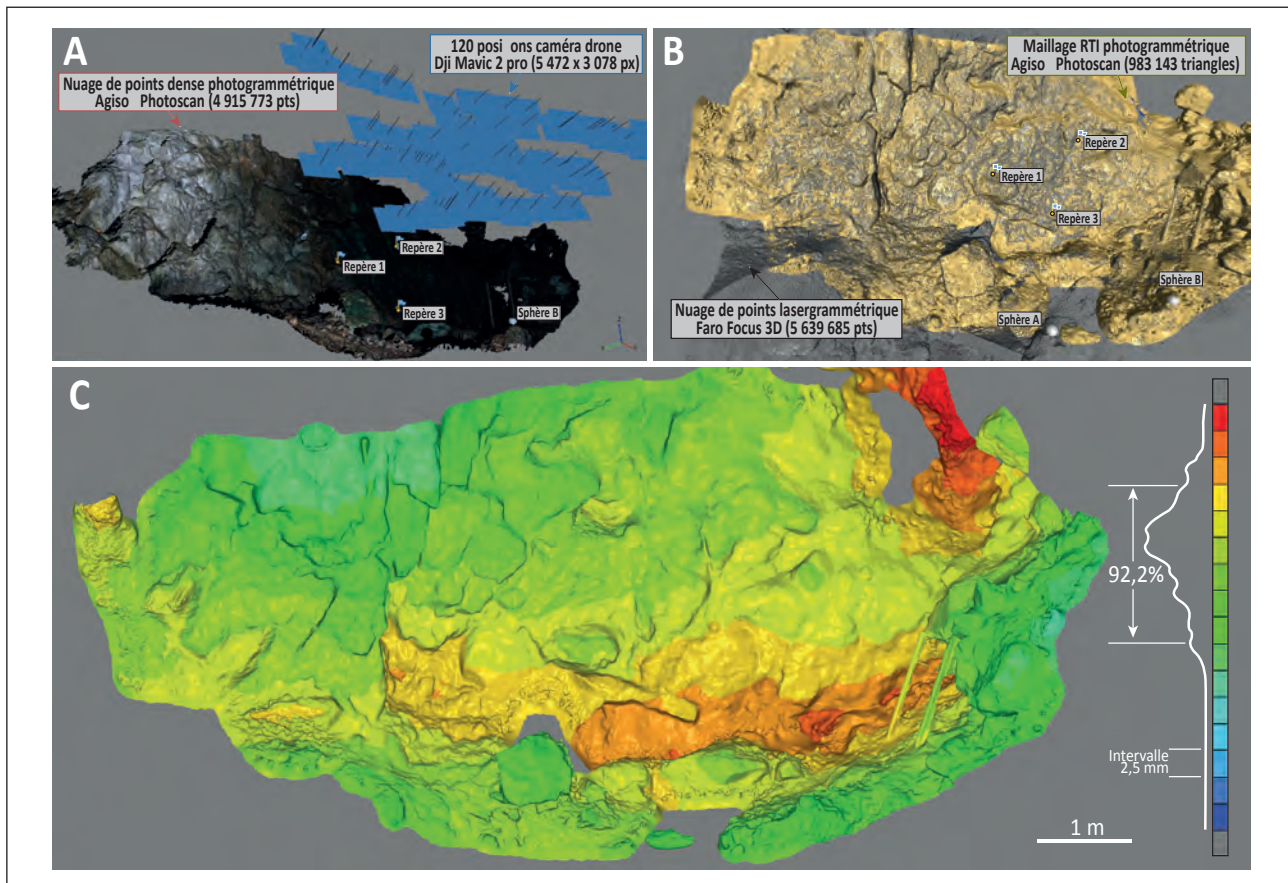 A
120 posi ons caméra drone
Dji Mavic 2 pro (5 472 x 3 078 px)
Nuage de points dense photogrammétrique
Agiso Photoscan (4 915 773 pts)
Repère 2
Repère 1
Repère 3
Sphère B
B
Maillage RTI photogrammétrique
Agiso Photoscan (983 143 triangles)
Repère 2
Repère 1
Repère 3
Sphère B
Nuage de points lasergrammétrique
Faro Focus 3D (5 639 685 pts)
Sphère A
C
92,2%
Intervalle
2,5 mm
1 m